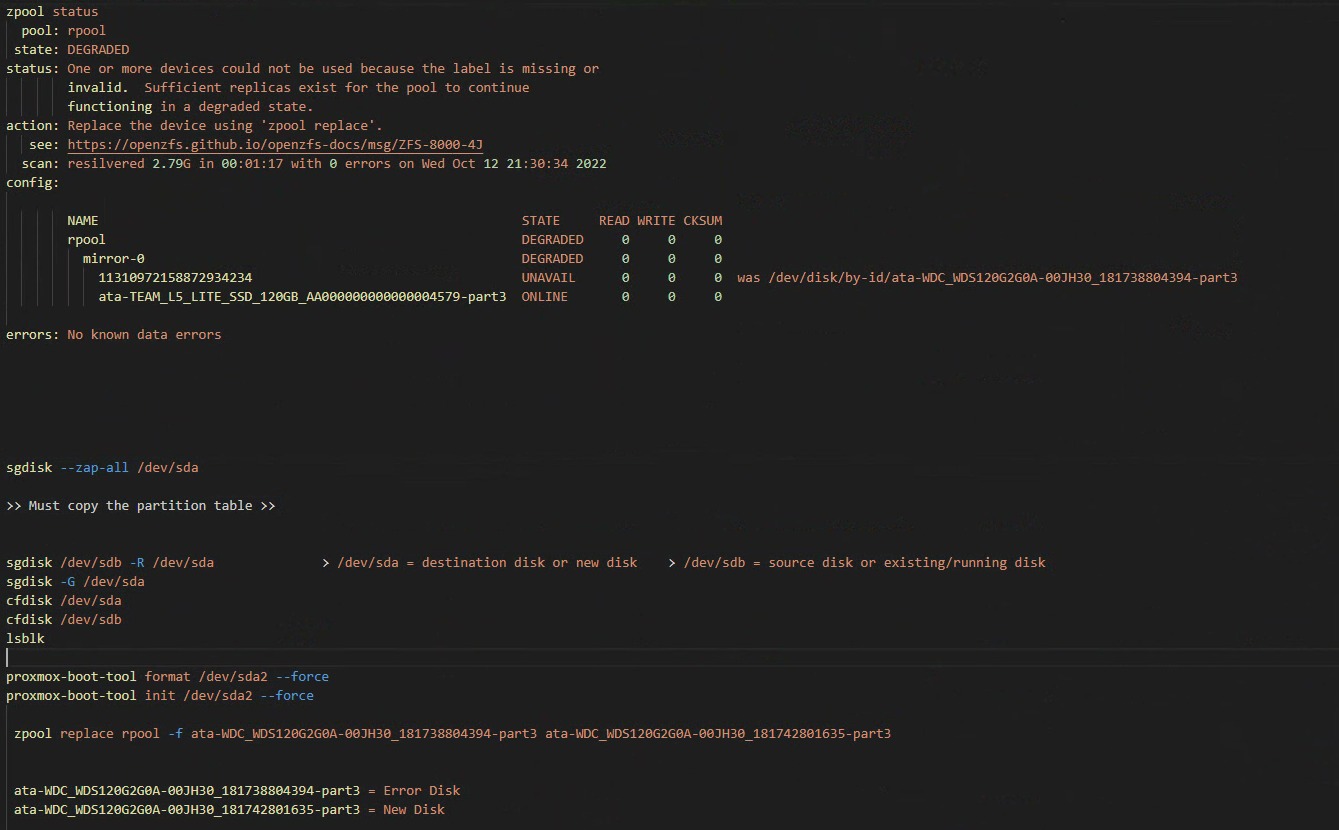 zpool status
pool: rpool
state: DEGRADED
status: One or more devices could not be used because the label is missing or
invalid.  Sufficient replicas exist for the pool to continue
functioning in a degraded state.
action: Replace the device using 'zpool replace'.
see: https://openzfs.github.io/openzfs-docs/msg/ZFS-8000-4J
scan: resilvered 2.79G in 00:01:17 with 0 errors on Wed Oct 12 21:30:34 2022
config:
NAME STATE READ WRITE CKSUM
rpool DEGRADED 0 0 0
mirror-0 DEGRADED 0 0 0
11310972158872934234 UNAVAIL 0 0 0 was /dev/disk/by-id/ata-WDC_WDS120G2G0A-00JH30_181738804394-part3
ata-TEAM_L5_LITE_SSD_120GB_AA000000000000004579-part3 ONLINE 0 0 0
errors: No known data errors
sgdisk --zap-all /dev/sda
>> Must copy the partition table >>
sgdisk /dev/sdb -R /dev/sda > /dev/sda = destination disk or new disk > /dev/sdb = source disk or existing/running disk
sgdisk -G /dev/sda
cfdisk /dev/sda
cfdisk /dev/sdb
lsblk
proxmox-boot-tool format /dev/sda2 --force
proxmox-boot-tool init /dev/sda2 --force
zpool replace rpool -f ata-WDC_WDS120G2G0A-00JH30_181738804394-part3 ata-WDC_WDS120G2G0A-00JH30_181742801635-part3
ata-WDC_WDS120G2G0A-00JH30_181738804394-part3 = Error Disk
ata-WDC_WDS120G2G0A-00JH30_181742801635-part3 = New Disk